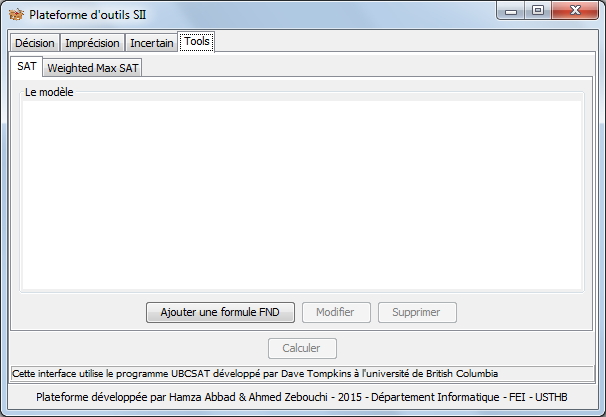 Plateforme d'outils SII
Décision Imprécision Incertain Tools
SAT Weighted Max SAT
Le modèle
Ajouter une formule FND Modifier Supprimer
Calculer
Cette interface utilise le programme UBCSAT développé par Dave Tompkins à l'université de British Columbia
Plateforme développée par Hamza Abbad & Ahmed Zebouchi - 2015 - Département Informatique - FEI - USTHB